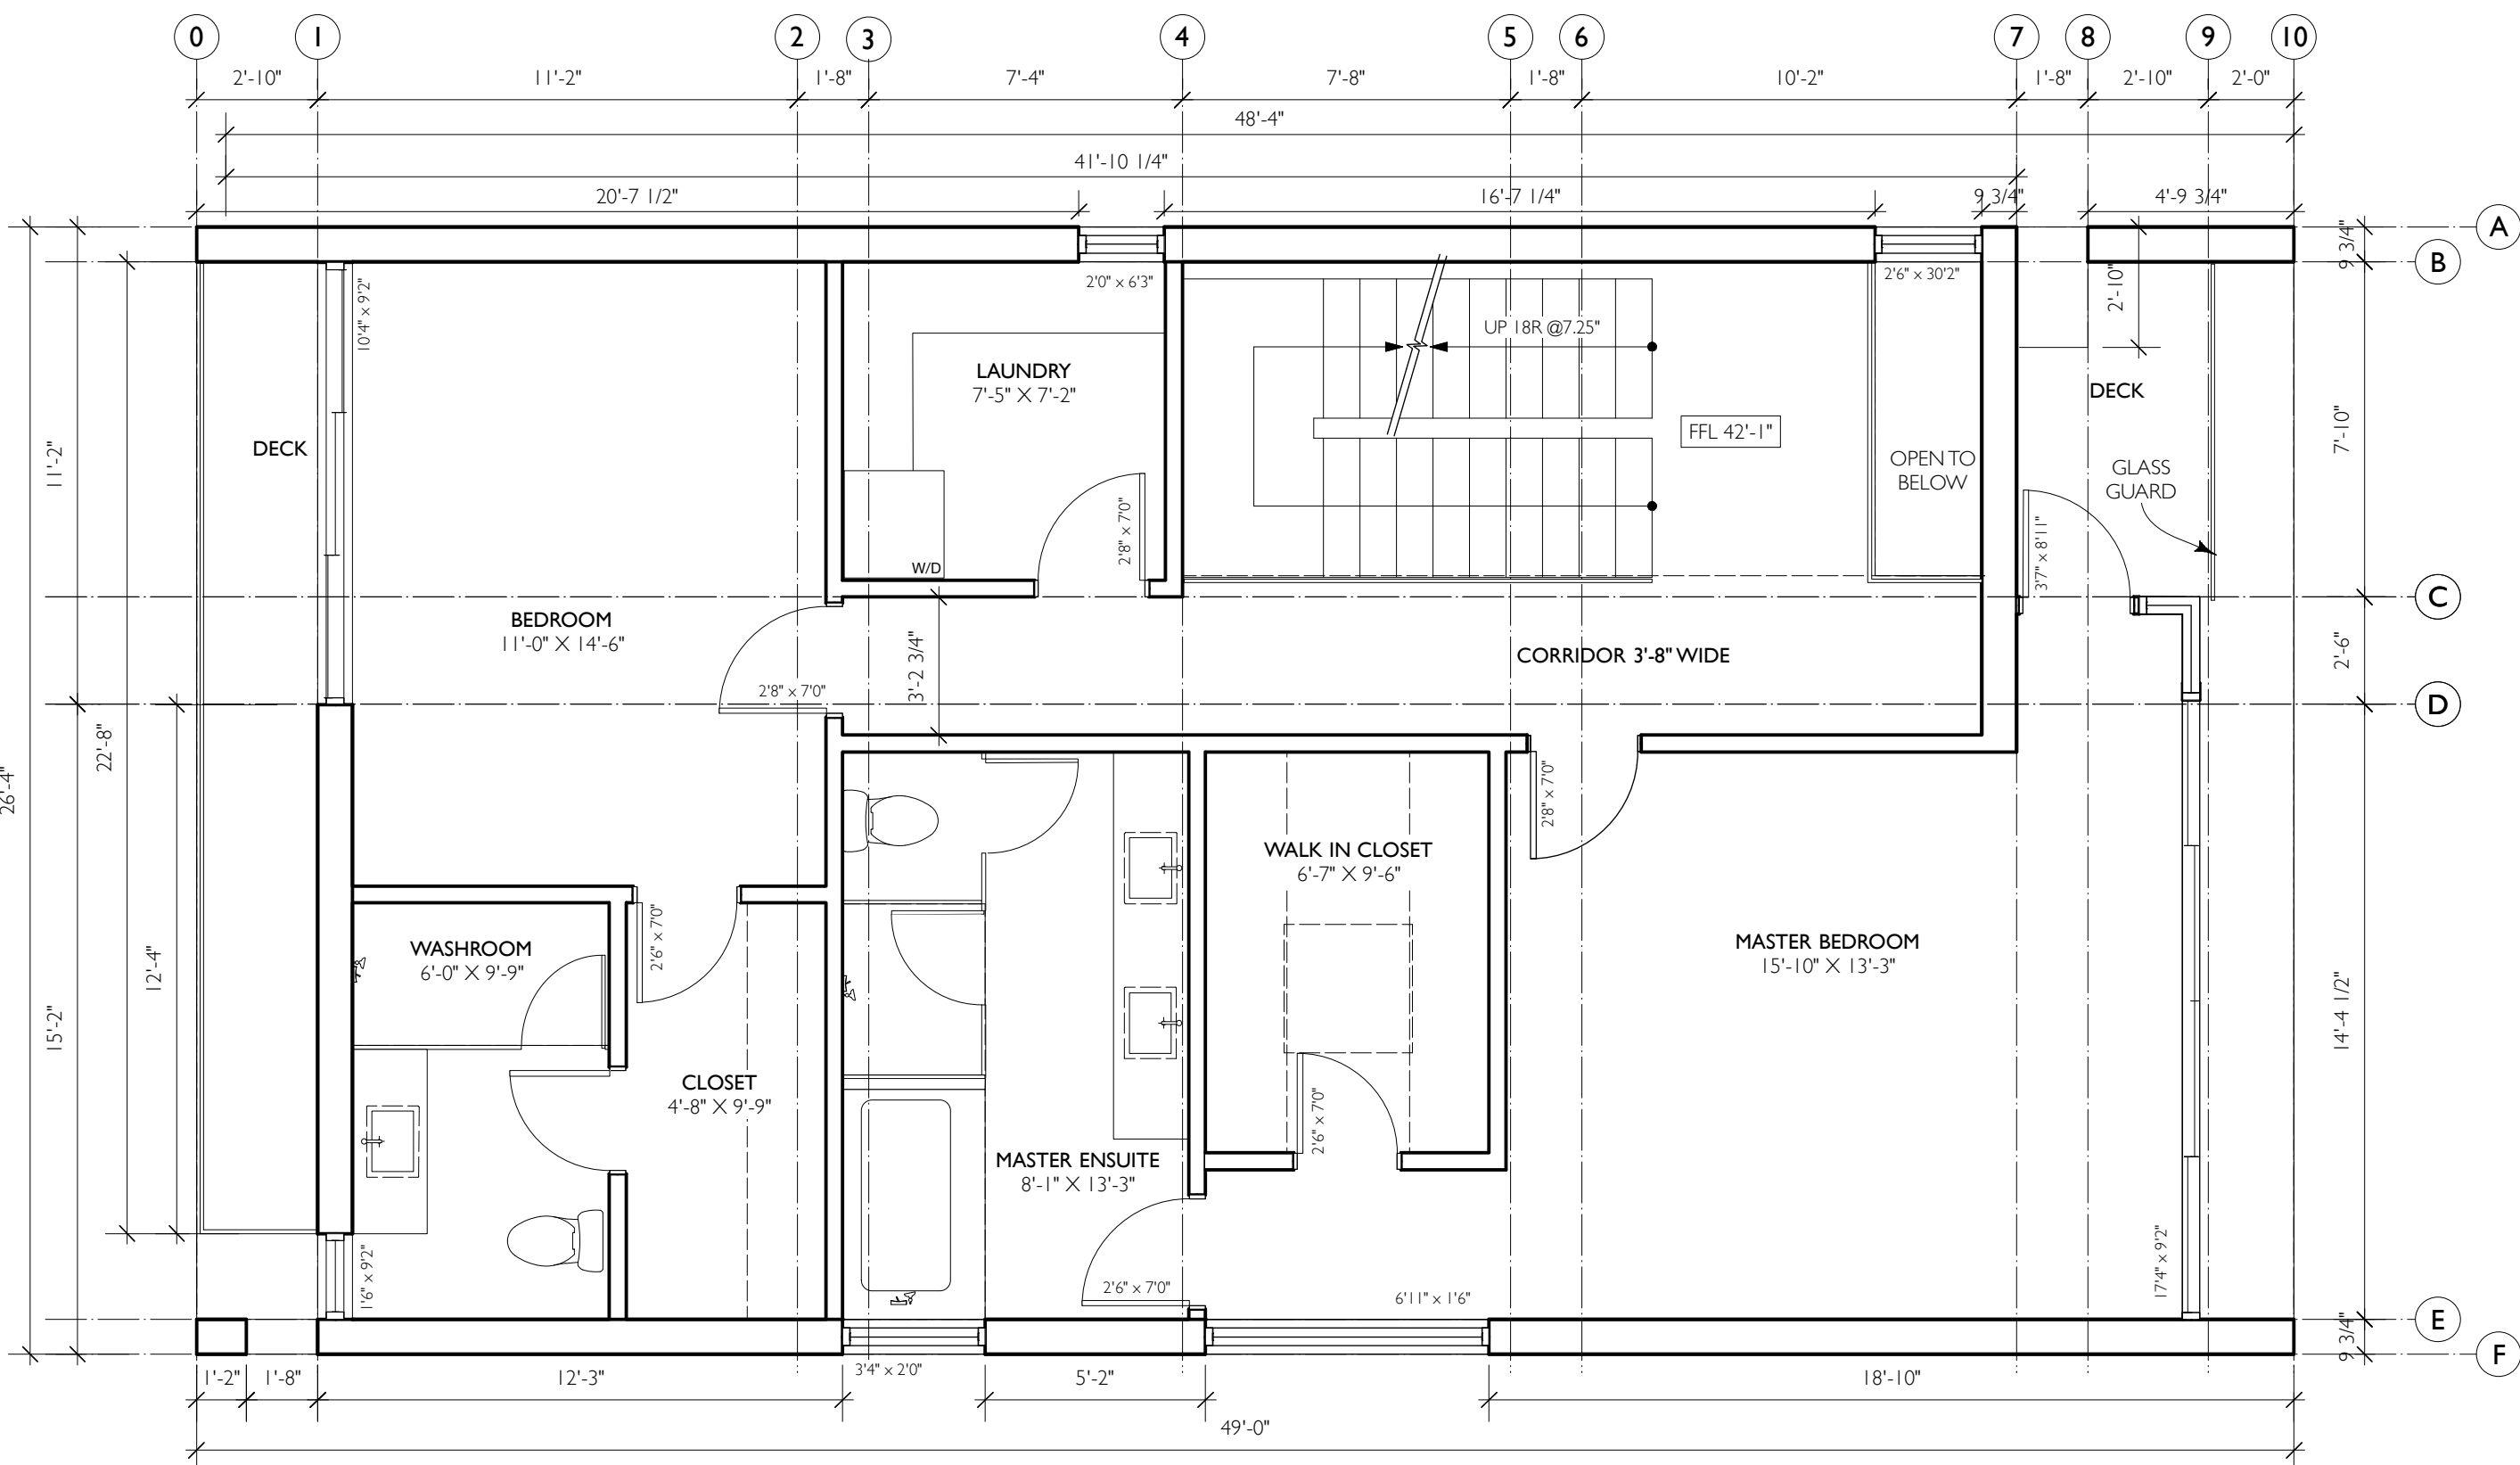 0 1 2 3 4 5 6 7 8 9 10
2'-10" 11'-2" 1'-8" 7'-4" 7'-8" 1'-8" 10'-2" 1'-8" 2'-10" 2'-0"
48'-4"
41'-10 1/4"
20'-7 1/2" 16'-7 1/4" 9 3/4" 4'-9 3/4"
A
9 3/4"
B
10'4" x 9'2"
2'0" x 6'3"
2'6" x 30'2"
2'-10"
UP 18R @7.25"
LAUNDRY
7'-5" X 7'-2"
DECK
FFL 42'-1"
7'-10"
DECK
11'-2"
OPEN TO
BELOW
GLASS
GUARD
2'8" x 7'0"
3'7" x 8'11"
W/D
C
BEDROOM
11'-0" X 14'-6"
3'-2 3/4"
CORRIDOR 3'-8" WIDE
2'-6"
2'8" x 7'0"
D
22'-8"
26'-4"
2'8" x 7'0"
WALK IN CLOSET
6'-7" X 9'-6"
WASHROOM
6'-0" X 9'-9"
2'6" x 7'0"
MASTER BEDROOM
15'-10" X 13'-3"
12'-4"
15'-2"
14'-4 1/2"
CLOSET
4'-8" X 9'-9"
2'6" x 7'0"
MASTER ENSUITE
8'-1" X 13'-3"
1'6" x 9'2"
2'6" x 7'0"
6'11" x 1'6"
17'4" x 9'2"
E
9 3/4"
F
3'4" x 2'0"
1'-2" 1'-8" 12'-3" 5'-2" 18'-10"
49'-0"